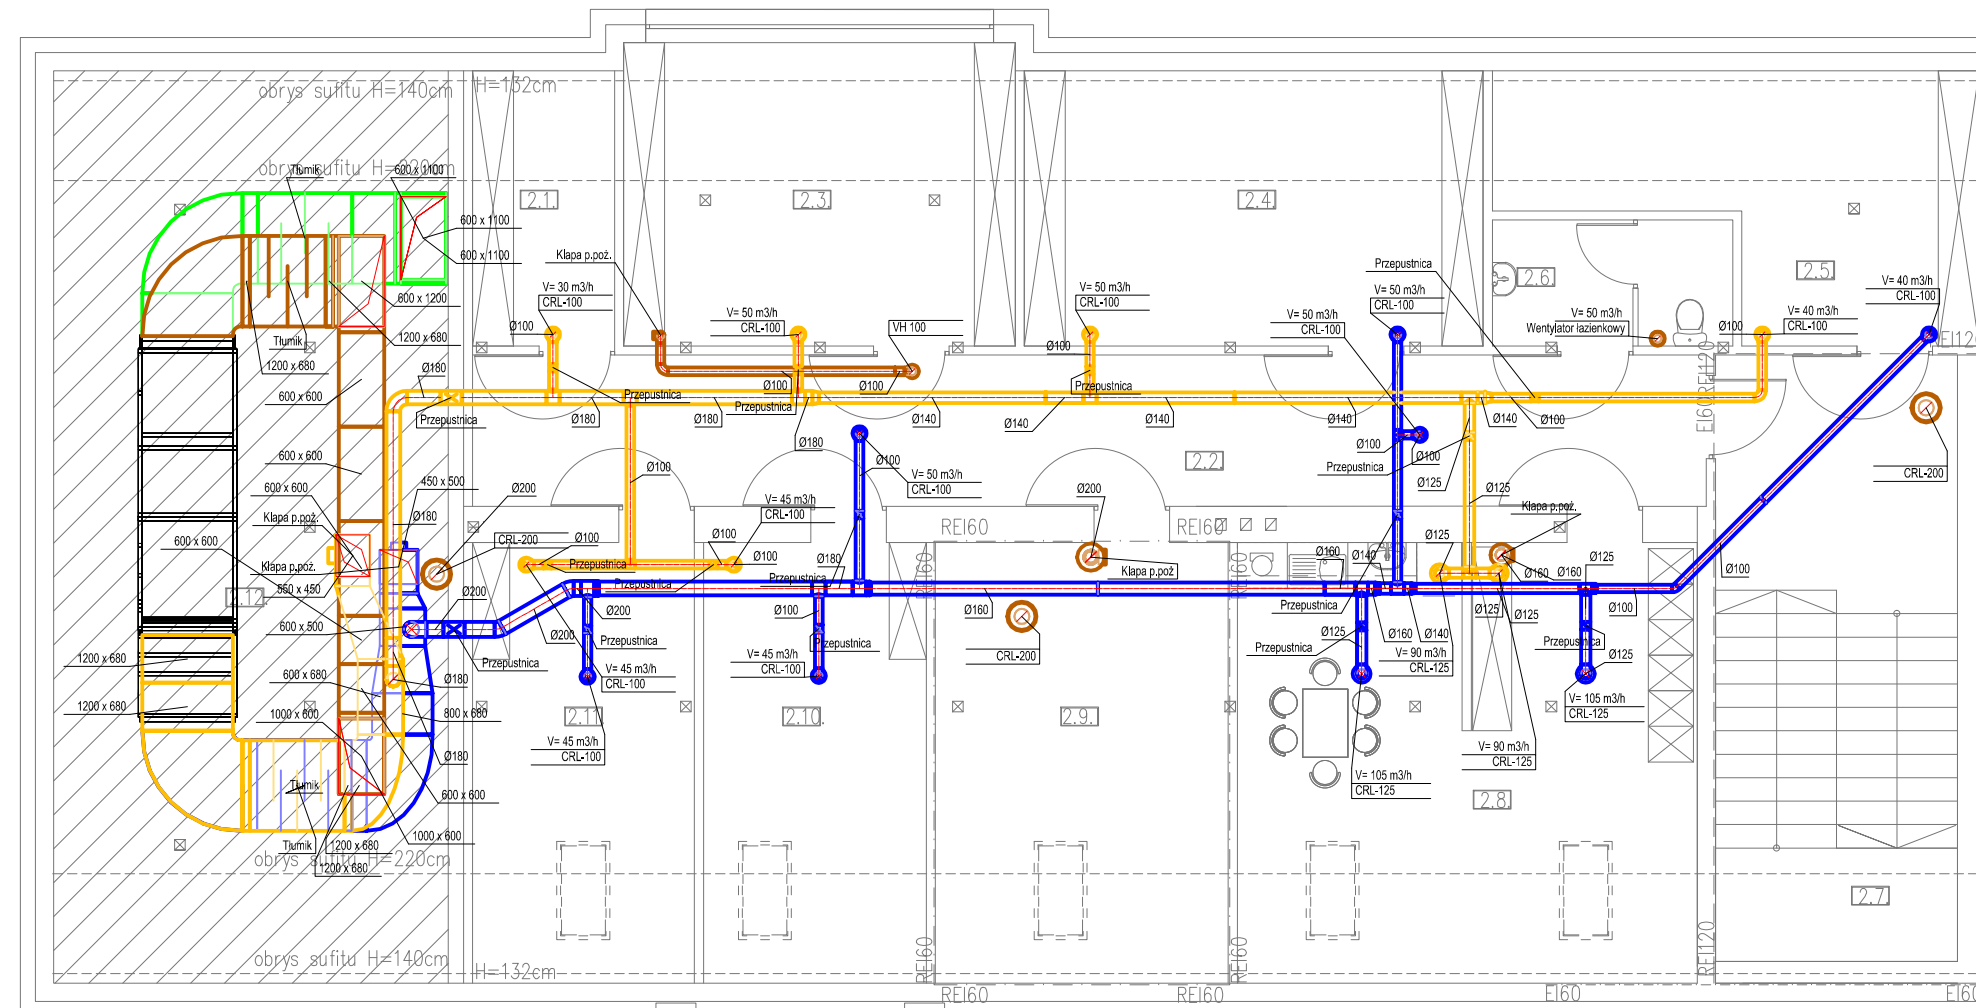 obrys sufitu H=140cm
H=132cm
obrys sufitu H=220cm
Tłumik
600 x 1100
600 x 1100
600 x 1100
2.1.
2.3.
2.4.
2.5.
2.6.
Klapa p.poż.
Przepustnica
V= 30 m3/h
CRL-100
V= 50 m3/h
CRL-100
V= 50 m3/h
CRL-100
V= 50 m3/h
CRL-100
V= 50 m3/h
CRL-100
V= 50 m3/h
Wentylator łazienkowy
V= 40 m3/h
CRL-100
V= 40 m3/h
CRL-100
600 x 1200
1200 x 680
Tłumik
1200 x 680
Ø100
VH 100
Ø100
Ø100
EI120
EI60
REI120
Ø180
600 x 600
Przepustnica
Przepustnica
Ø180
Ø180
Ø100
Przepustnica
Ø100
Ø180
Ø140
Ø140
Przepustnica
Ø140
Ø140
Ø140
Ø100
600 x 600
450 x 500
Ø100
Ø100
V= 50 m3/h
CRL-100
2.2.
Ø100
Ø100
Przepustnica
Ø125
Ø125
CRL-200
600 x 600
Klapa p.poż.
600 x 600
Klapa p.poż.
550 x 450
Ø180
Ø200
CRL-200
V= 45 m3/h
CRL-100
Ø200
REI60
REI60
Klapa p.poż.
Ø100
Przepustnica
Przepustnica
Ø100
Ø100
Przepustnica
Ø180
REI60
Klapa p.poż
REI60
Ø160
Ø140
Ø125
Ø160
Ø160
Ø125
Ø100
2.12.
600 x 500
Ø200
Ø200
Przepustnica
Ø200
Przepustnica
Ø100
Przepustnica
Ø160
CRL-200
Przepustnica
Ø125
Przepustnica
Ø160
Ø140
Ø125
Ø125
Ø100
Przepustnica
Ø125
1200 x 680
1200 x 680
600 x 680
1000 x 600
Ø180
800 x 680
Ø180
V= 45 m3/h
CRL-100
V= 45 m3/h
CRL-100
V= 90 m3/h
CRL-125
V= 105 m3/h
CRL-125
2.11.
2.10.
2.9.
V= 45 m3/h
CRL-100
V= 90 m3/h
CRL-125
V= 105 m3/h
CRL-125
2.8.
Tłumik
600 x 600
1000 x 600
Tłumik
1200 x 680
1200 x 680
obrys sufitu H=220cm
2.7.
obrys sufitu H=140cm
H=132cm
REI60
REI60
REI120
REI60
REI60
EI60
EI60